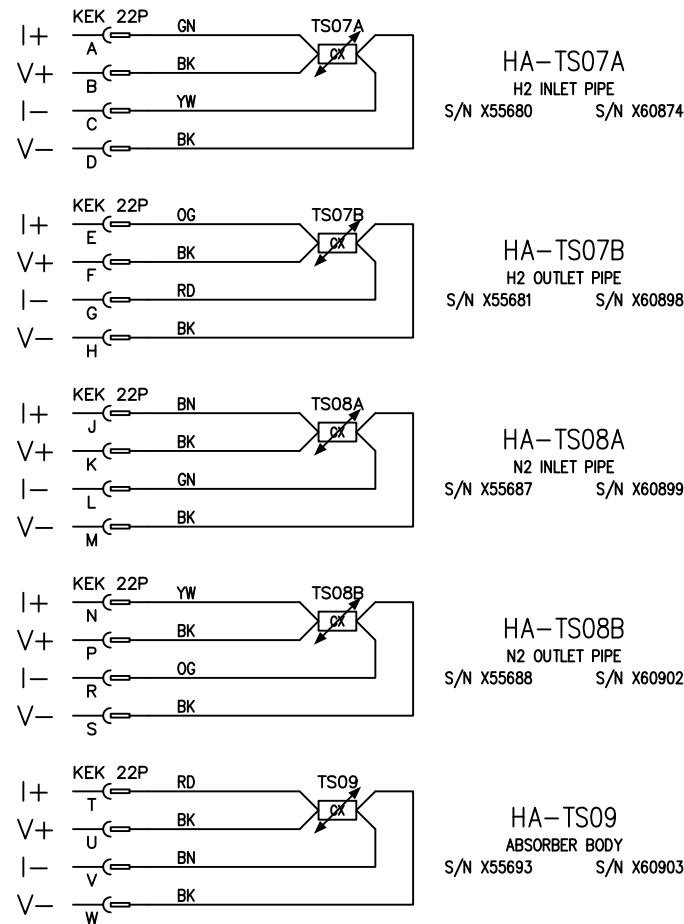 KEK 22P
I+ A GN TS07A
V+ B BK CX
I− C YW
V− D BK
HA−TS07A
H2 INLET PIPE
S/N X55680 S/N X60874
KEK 22P
I+ E OG TS07B
V+ F BK CX
I− G RD
V− H BK
HA−TS07B
H2 OUTLET PIPE
S/N X55681 S/N X60898
KEK 22P
I+ J BN TS08A
V+ K BK CX
I− L GN
V− M BK
HA−TS08A
N2 INLET PIPE
S/N X55687 S/N X60899
KEK 22P
I+ N YW TS08B
V+ P BK CX
I− R OG
V− S BK
HA−TS08B
N2 OUTLET PIPE
S/N X55688 S/N X60902
KEK 22P
I+ T RD TS09
V+ U BK CX
I− V BN
V− W BK
HA−TS09
ABSORBER BODY
S/N X55693 S/N X60903